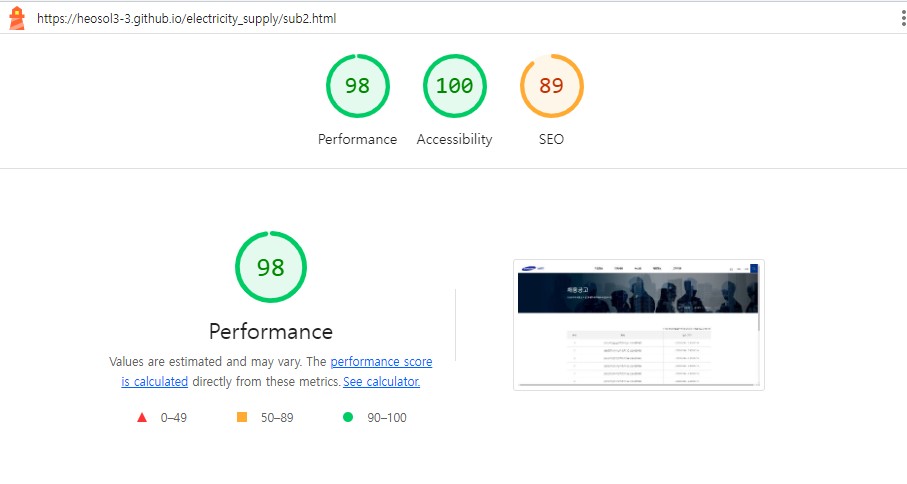 https://heosol3-3.github.io/electricity_supply/sub2.html
98 100 89
Performance Accessibility SEO
98
Performance
Values are estimated and may vary. The performance score
is calculated directly from these metrics. See calculator.
0–49 50–89 90–100
SAMSUNG
채용공고